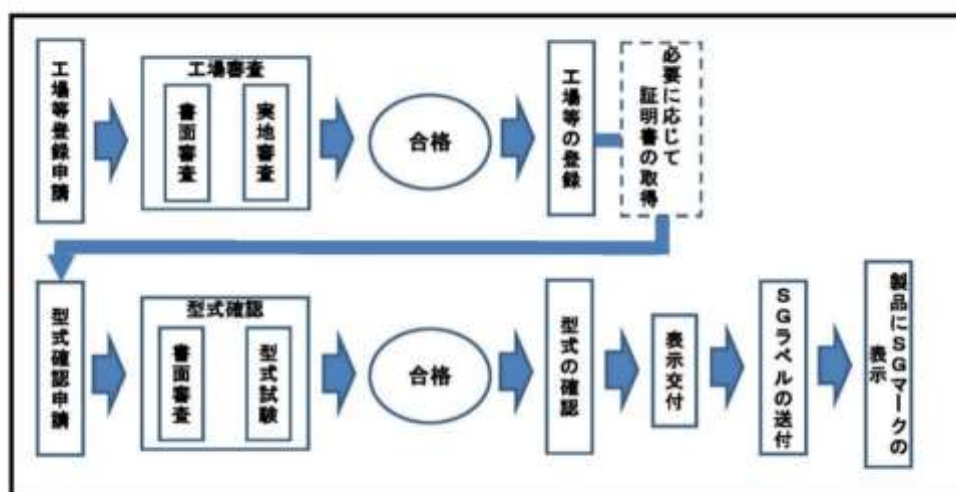 工場等登録申請
工場審査
書面審査
実地審査
合格
工場等の登録
必要に応じて
証明書の取得
型式確認申請
型式確認
書面審査
型式試験
合格
型式の確認
表示交付
SGラベルの送付
製品にSGマークの
表示